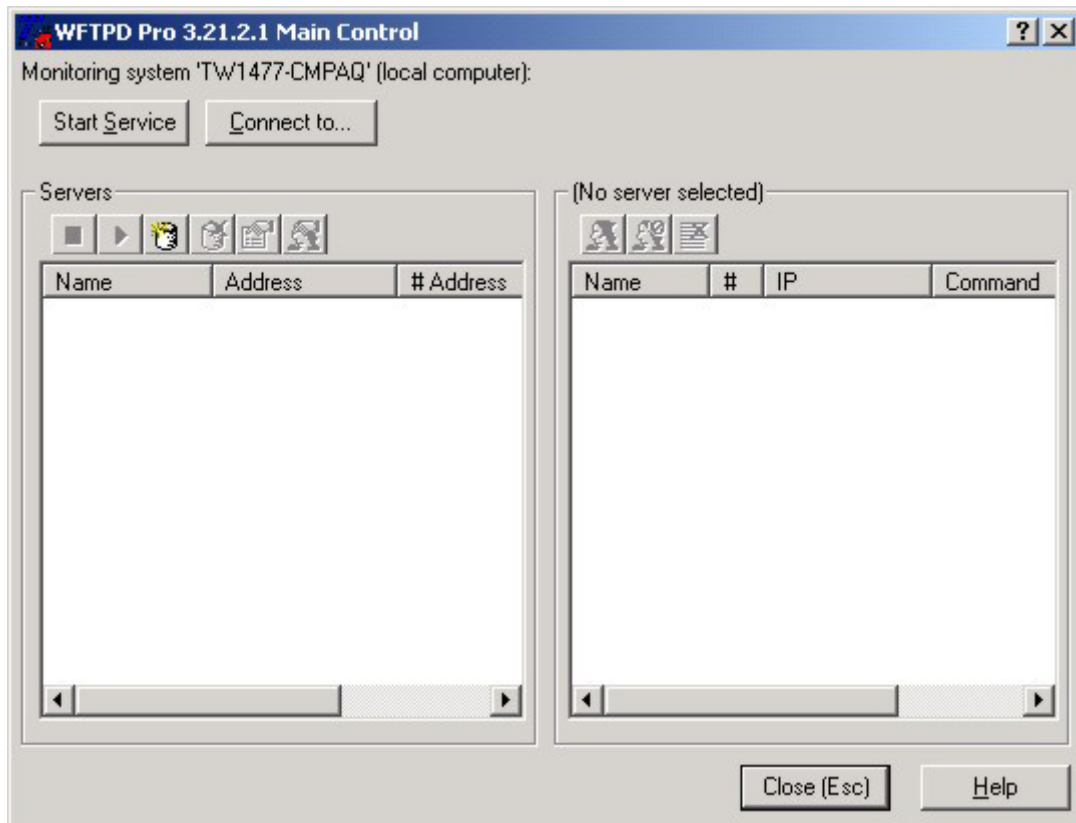 WFTPD Pro 3.21.2.1 Main Control
Monitoring system 'TW1477-CMPAQ' (local computer):
Start Service Connect to...
Servers
Name Address # Address
(No server selected)
Name # IP Command
Close (Esc) Help